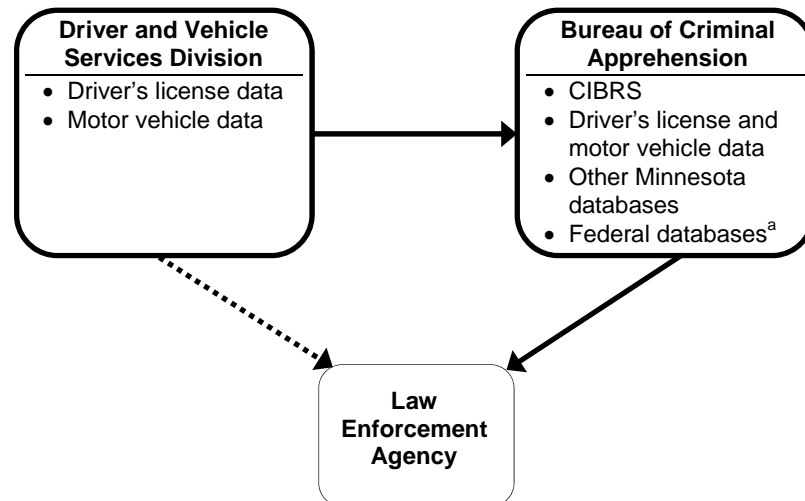 Driver and Vehicle
Services Division
• Driver's license data
• Motor vehicle data
Bureau of Criminal
Apprehension
• CIBRS
• Driver's license and
motor vehicle data
• Other Minnesota
databases
• Federal databasesᵃ
Law
Enforcement
Agency